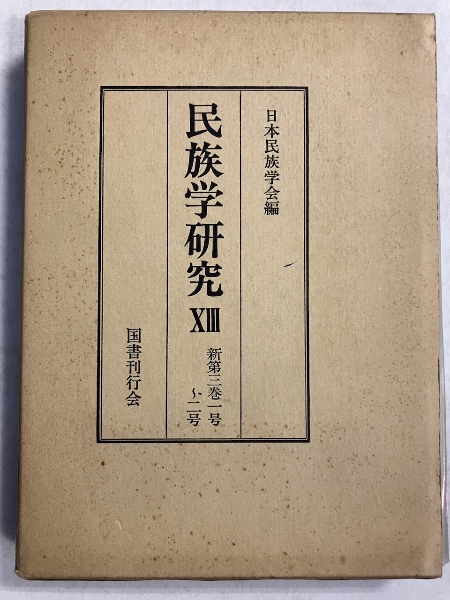 日本民族学会編
民族学研究 XIII
新第三巻一号
～二号
国書刊行会